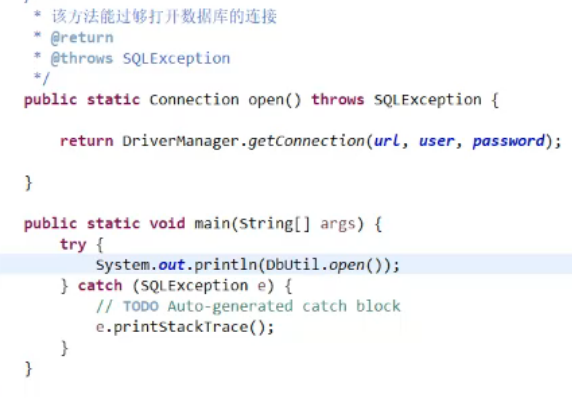 * 该方法能过够打开数据库的连接
* @return
* @throws SQLException
*/
public static Connection open() throws SQLException {
return DriverManager.getConnection(url, user, password);
}
public static void main(String[] args) {
try {
System.out.println(DbUtil.open());
} catch (SQLException e) {
// TODO Auto-generated catch block
e.printStackTrace();
}
}